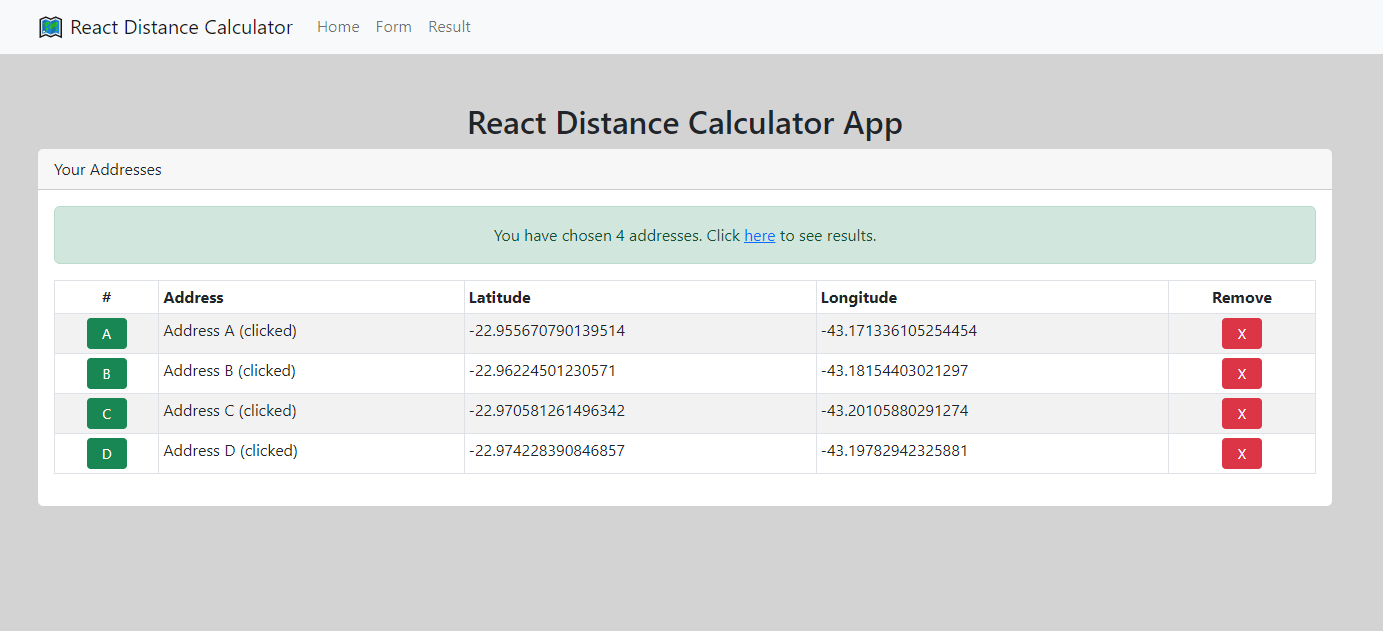 React Distance Calculator Home Form Result
React Distance Calculator App
Your Addresses
You have chosen 4 addresses. Click here to see results.
# Address Latitude Longitude Remove
A Address A (clicked) -22.955670790139514 -43.171336105254454 X
B Address B (clicked) -22.96224501230571 -43.18154403021297 X
C Address C (clicked) -22.970581261496342 -43.20105880291274 X
D Address D (clicked) -22.974228390846857 -43.19782942325881 X